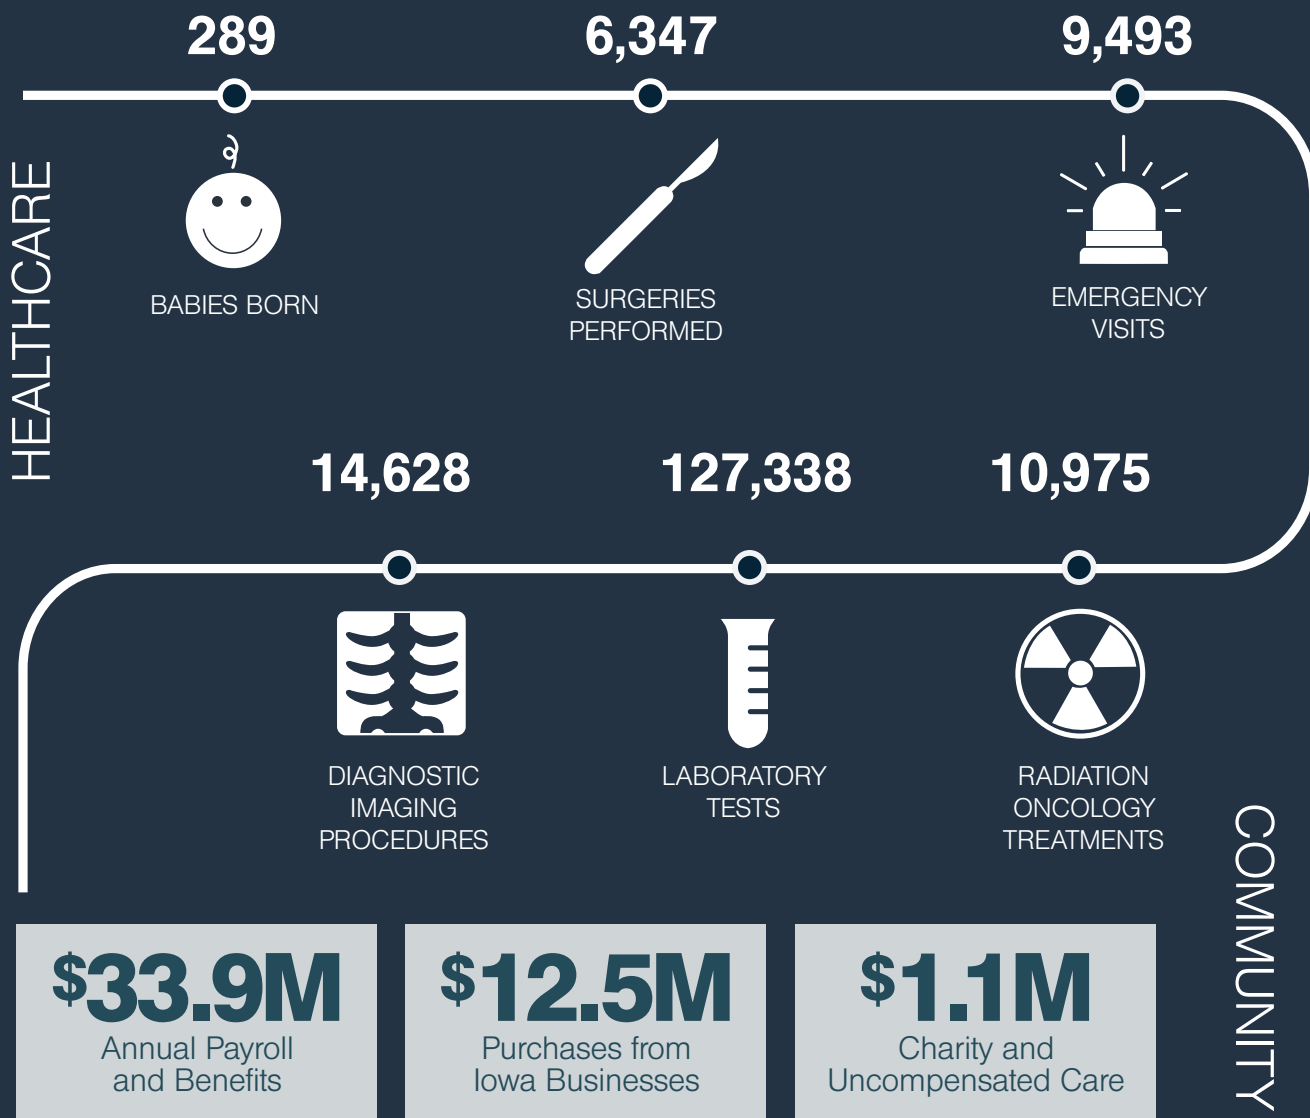 289
6,347
9,493
HEALTHCARE
BABIES BORN
SURGERIES
PERFORMED
EMERGENCY
VISITS
14,628
127,338
10,975
DIAGNOSTIC
IMAGING
PROCEDURES
LABORATORY
TESTS
RADIATION
ONCOLOGY
TREATMENTS
COMMUNITY
$33.9M
Annual Payroll
and Benefits
$12.5M
Purchases from
Iowa Businesses
$1.1M
Charity and
Uncompensated Care